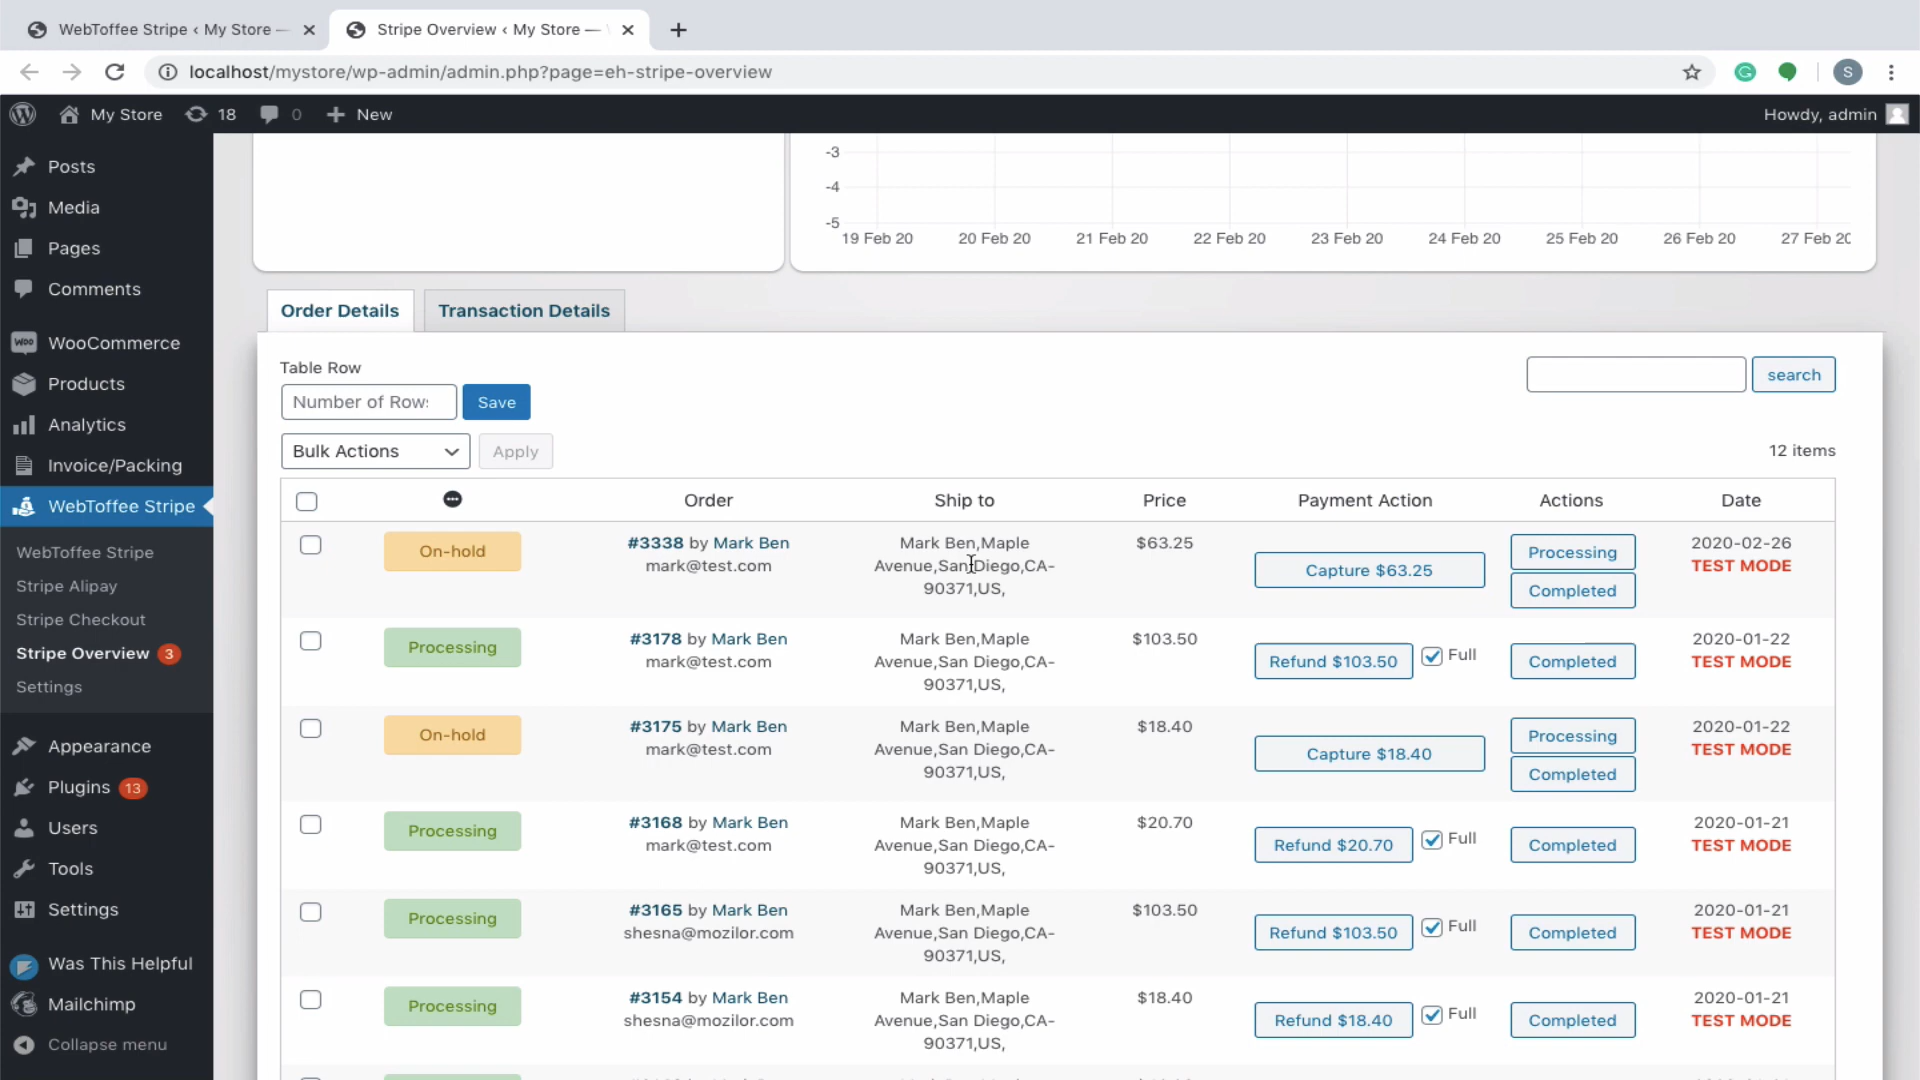 WebToffee Stripe ‹ My Store —
Stripe Overview ‹ My Store —
localhost/mystore/wp-admin/admin.php?page=eh-stripe-overview
S
My Store
18
0
New
Howdy, admin
Posts
Media
Pages
Comments
WooCommerce
Products
Analytics
Invoice/Packing
WebToffee Stripe
WebToffee Stripe
Stripe Alipay
Stripe Checkout
Stripe Overview 3
Settings
Appearance
Plugins 13
Users
Tools
Settings
Was This Helpful
Mailchimp
Collapse menu
-3
-4
-5
19 Feb 20 20 Feb 20 21 Feb 20 22 Feb 20 23 Feb 20 24 Feb 20 25 Feb 20 26 Feb 20 27 Feb 20
Order Details Transaction Details
Table Row
Number of Rows
Save
search
Bulk Actions
Apply
12 items
Order Ship to Price Payment Action Actions Date
On-hold
#3338 by Mark Ben
mark@test.com
Mark Ben,Maple
Avenue,San Diego,CA-
90371,US,
$63.25
Capture $63.25
Processing
Completed
2020-02-26
TEST MODE
Processing
#3178 by Mark Ben
mark@test.com
Mark Ben,Maple
Avenue,San Diego,CA-
90371,US,
$103.50
Refund $103.50
Full
Completed
2020-01-22
TEST MODE
On-hold
#3175 by Mark Ben
mark@test.com
Mark Ben,Maple
Avenue,San Diego,CA-
90371,US,
$18.40
Capture $18.40
Processing
Completed
2020-01-22
TEST MODE
Processing
#3168 by Mark Ben
mark@test.com
Mark Ben,Maple
Avenue,San Diego,CA-
90371,US,
$20.70
Refund $20.70
Full
Completed
2020-01-21
TEST MODE
Processing
#3165 by Mark Ben
shesna@mozilor.com
Mark Ben,Maple
Avenue,San Diego,CA-
90371,US,
$103.50
Refund $103.50
Full
Completed
2020-01-21
TEST MODE
Processing
#3154 by Mark Ben
shesna@mozilor.com
Mark Ben,Maple
Avenue,San Diego,CA-
90371,US,
$18.40
Refund $18.40
Full
Completed
2020-01-21
TEST MODE